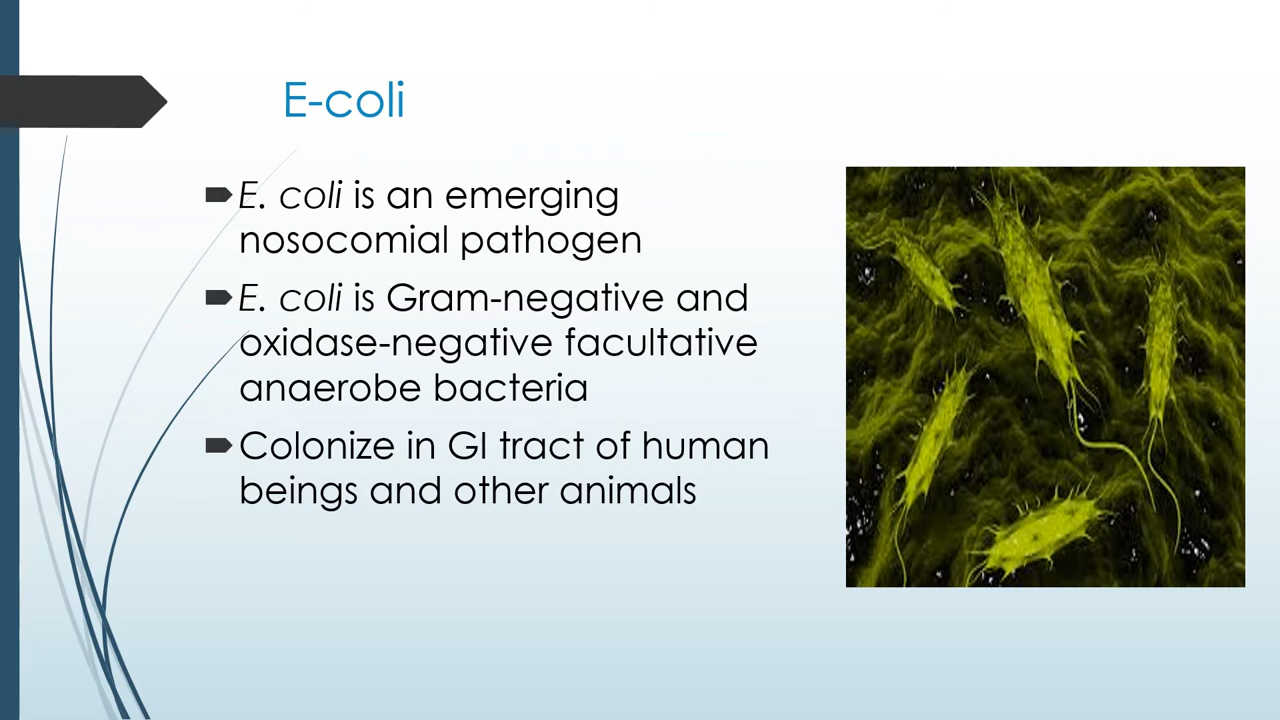 E-coli
E. coli is an emerging
nosocomial pathogen
E. coli is Gram-negative and
oxidase-negative facultative
anaerobe bacteria
Colonize in GI tract of human
beings and other animals